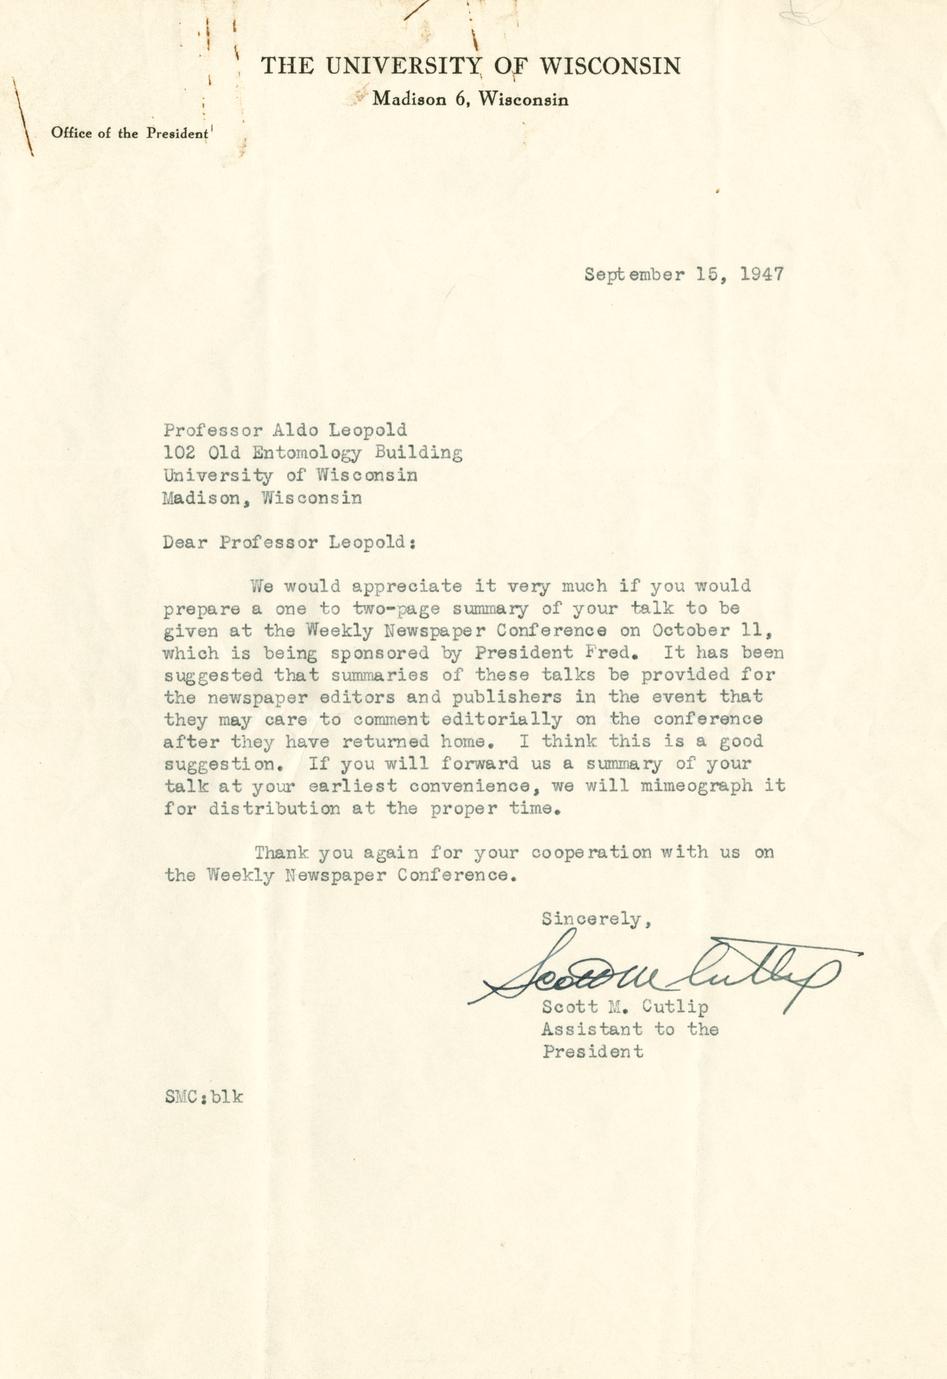 THE UNIVERSITY OF WISCONSIN
Madison 6, Wisconsin
Office of the President
September 15, 1947
Professor Aldo Leopold
102 Old Entomology Building
University of Wisconsin
Madison, Wisconsin
Dear Professor Leopold:
We would appreciate it very much if you would
prepare a one to two-page summary of your talk to be
given at the Weekly Newspaper Conference on October 11,
which is being sponsored by President Fred. It has been
suggested that summaries of these talks be provided for
the newspaper editors and publishers in the event that
they may care to comment editorially on the conference
after they have returned home. I think this is a good
suggestion. If you will forward us a summary of your
talk at your earliest convenience, we will mimeograph it
for distribution at the proper time.
Thank you again for your cooperation with us on
the Weekly Newspaper Conference.
Sincerely,
Scott M Cutlip
Scott M. Cutlip
Assistant to the
President
SMC:blk